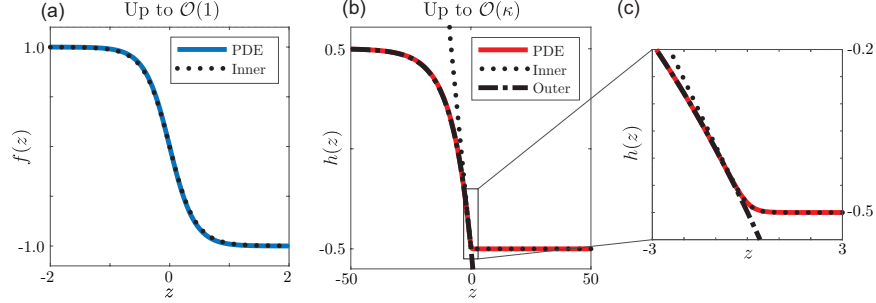 (a)
Up to O(1)
f(z)
1.0
-1.0
-2
0
2
z
PDE
Inner
(b)
Up to O(κ)
h(z)
0.5
-0.5
-50
0
50
z
PDE
Inner
Outer
(c)
h(z)
-0.2
-0.5
-3
3
z